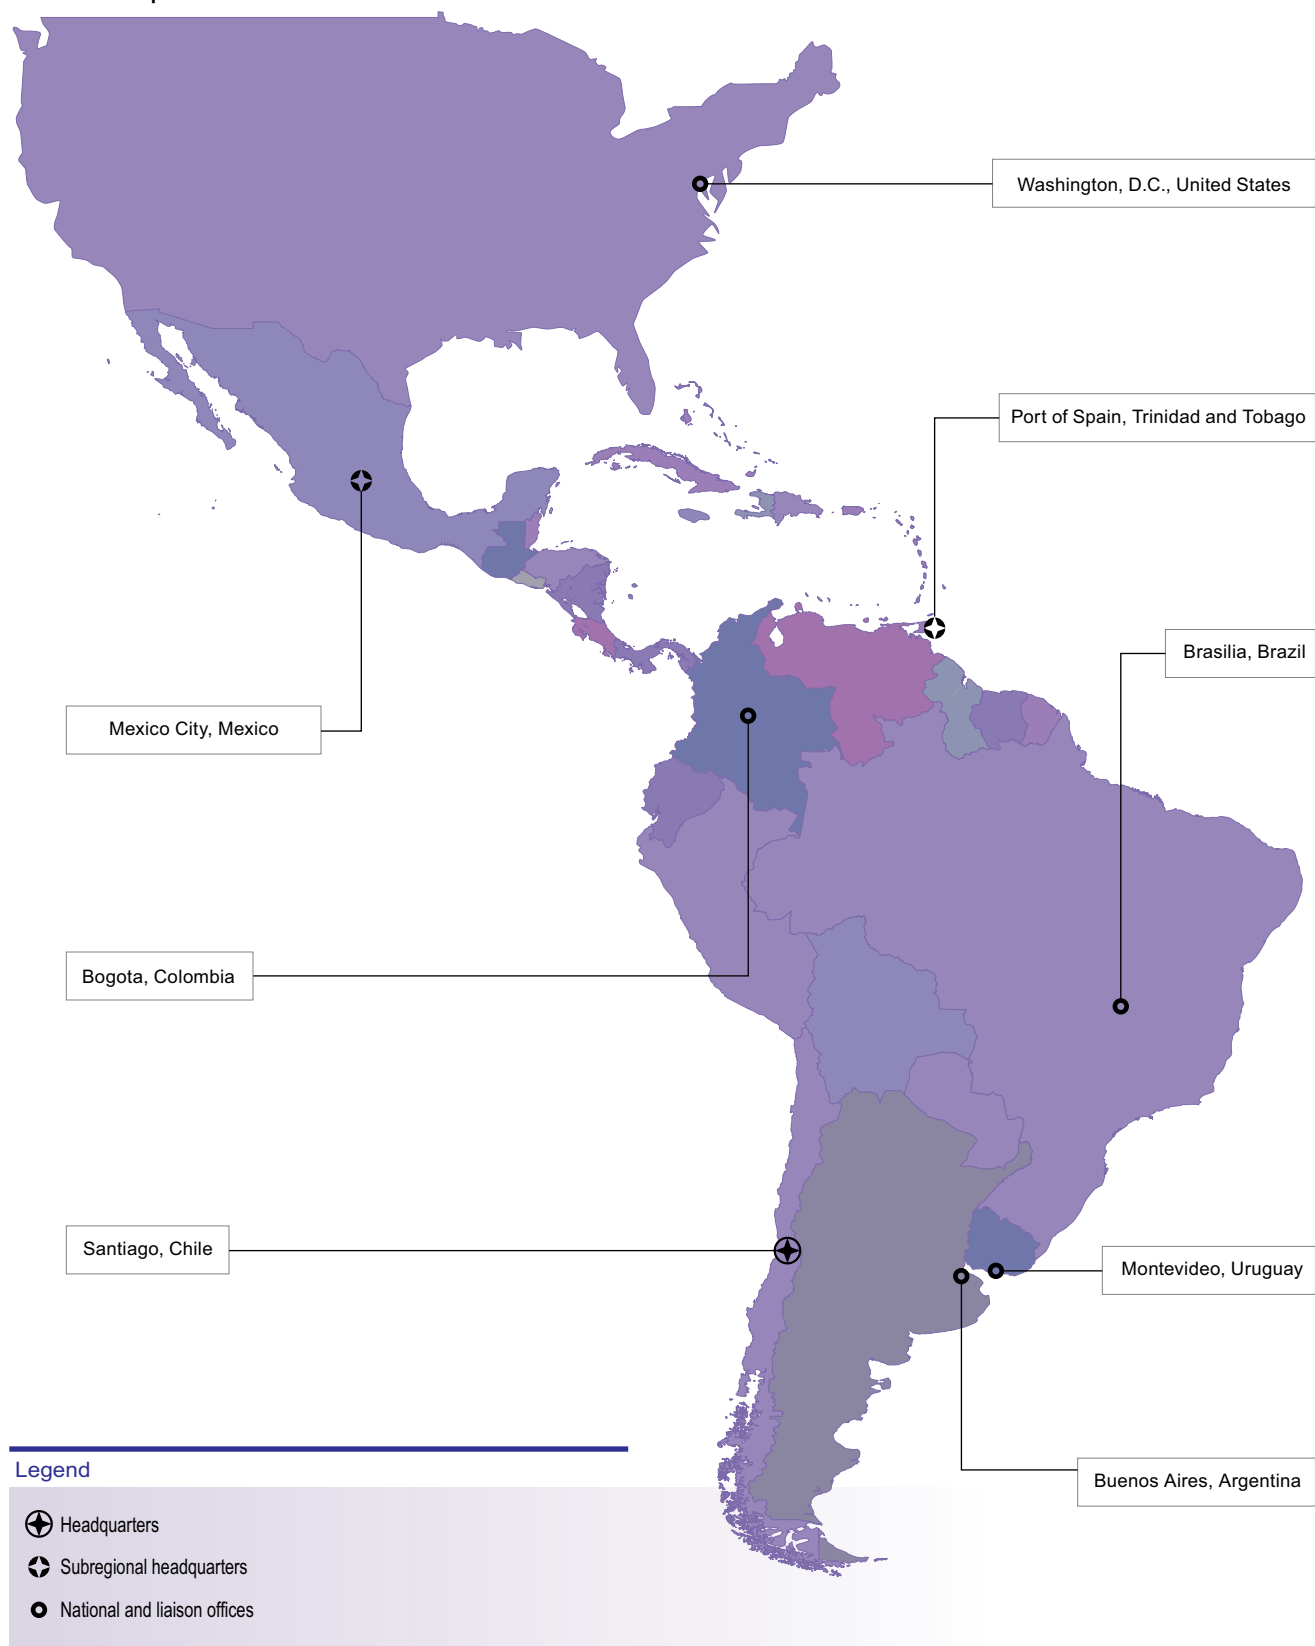 Washington, D.C., United States
Port of Spain, Trinidad and Tobago
Brasilia, Brazil
Mexico City, Mexico
Bogota, Colombia
Santiago, Chile
Montevideo, Uruguay
Buenos Aires, Argentina
Legend
Headquarters
Subregional headquarters
National and liaison offices